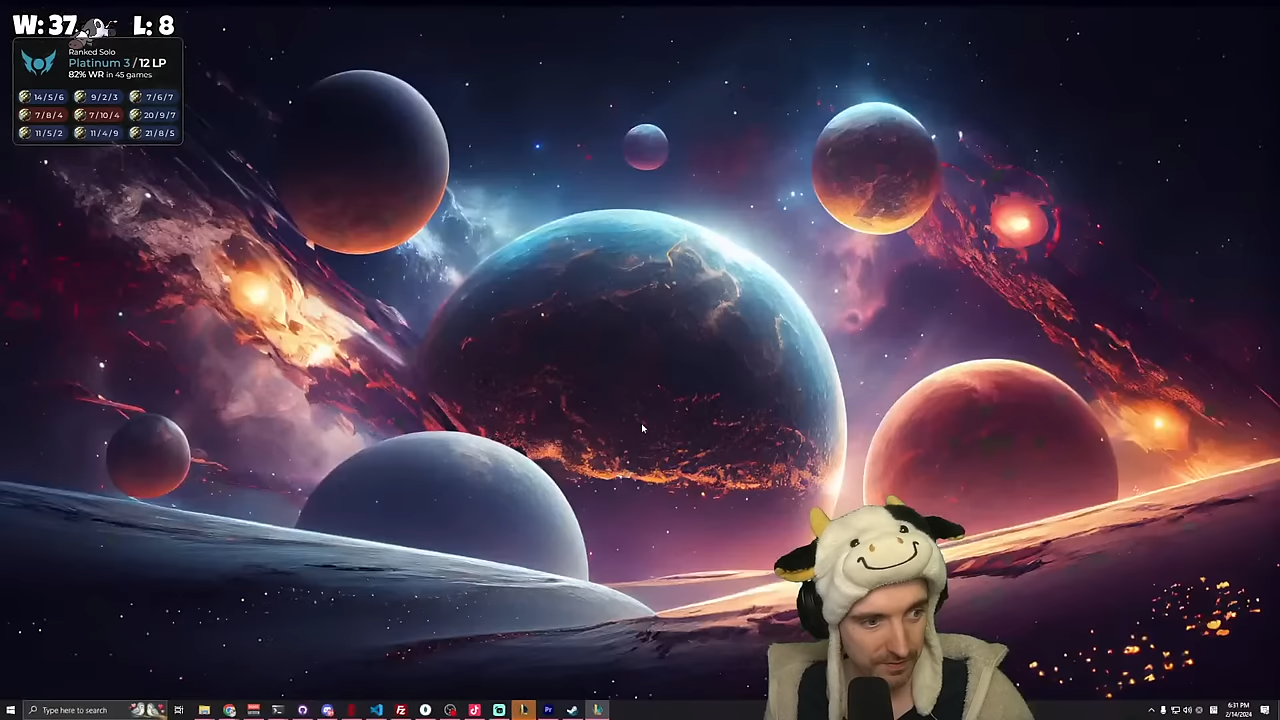 W: 37 L: 8
Ranked Solo
Platinum 3 / 12 LP
82% WR in 45 games
14/5/6 9/2/3 7/6/7
7/8/4 7/10/4 20/9/7
11/5/2 11/4/9 21/8/5
Type here to search
6:31 PM
2/14/2024